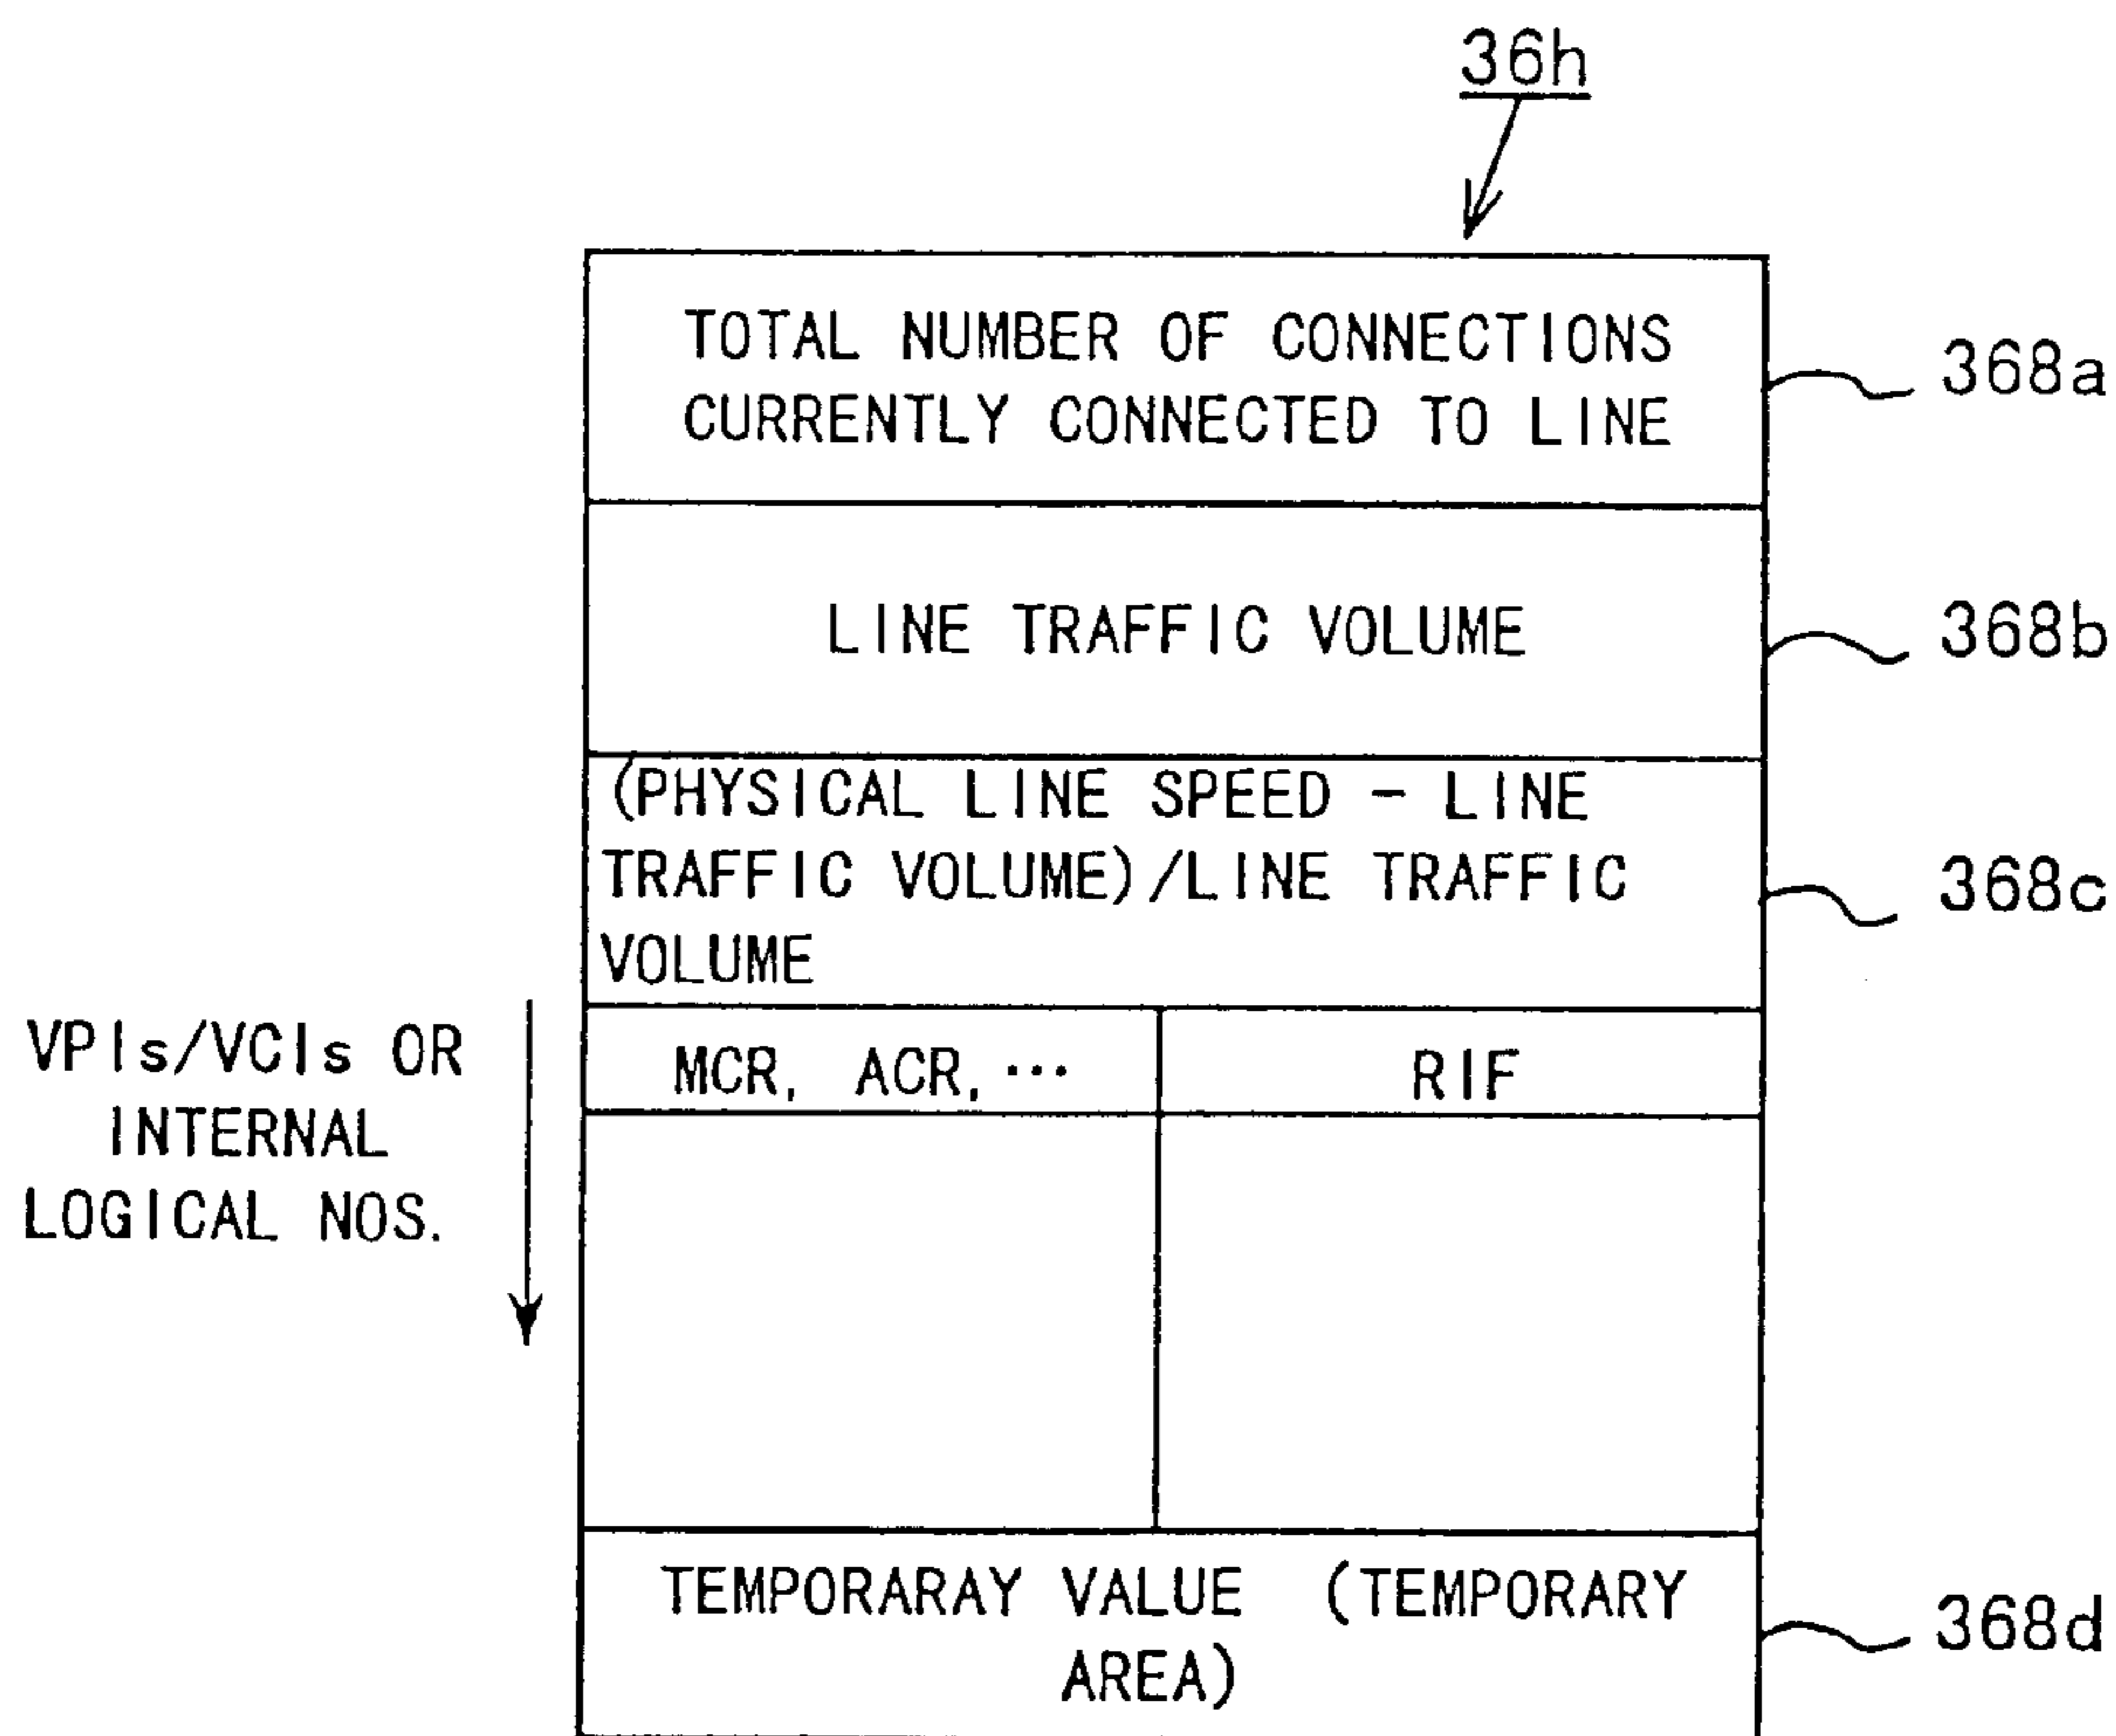 36h
TOTAL NUMBER OF CONNECTIONS
CURRENTLY CONNECTED TO LINE
368a
LINE TRAFFIC VOLUME
368b
(PHYSICAL LINE SPEED - LINE
TRAFFIC VOLUME)/LINE TRAFFIC
VOLUME
368c
VPIs/VCIs OR
INTERNAL
LOGICAL NOS.
MCR, ACR, ···
RIF
TEMPORARAY VALUE (TEMPORARY
AREA)
368d